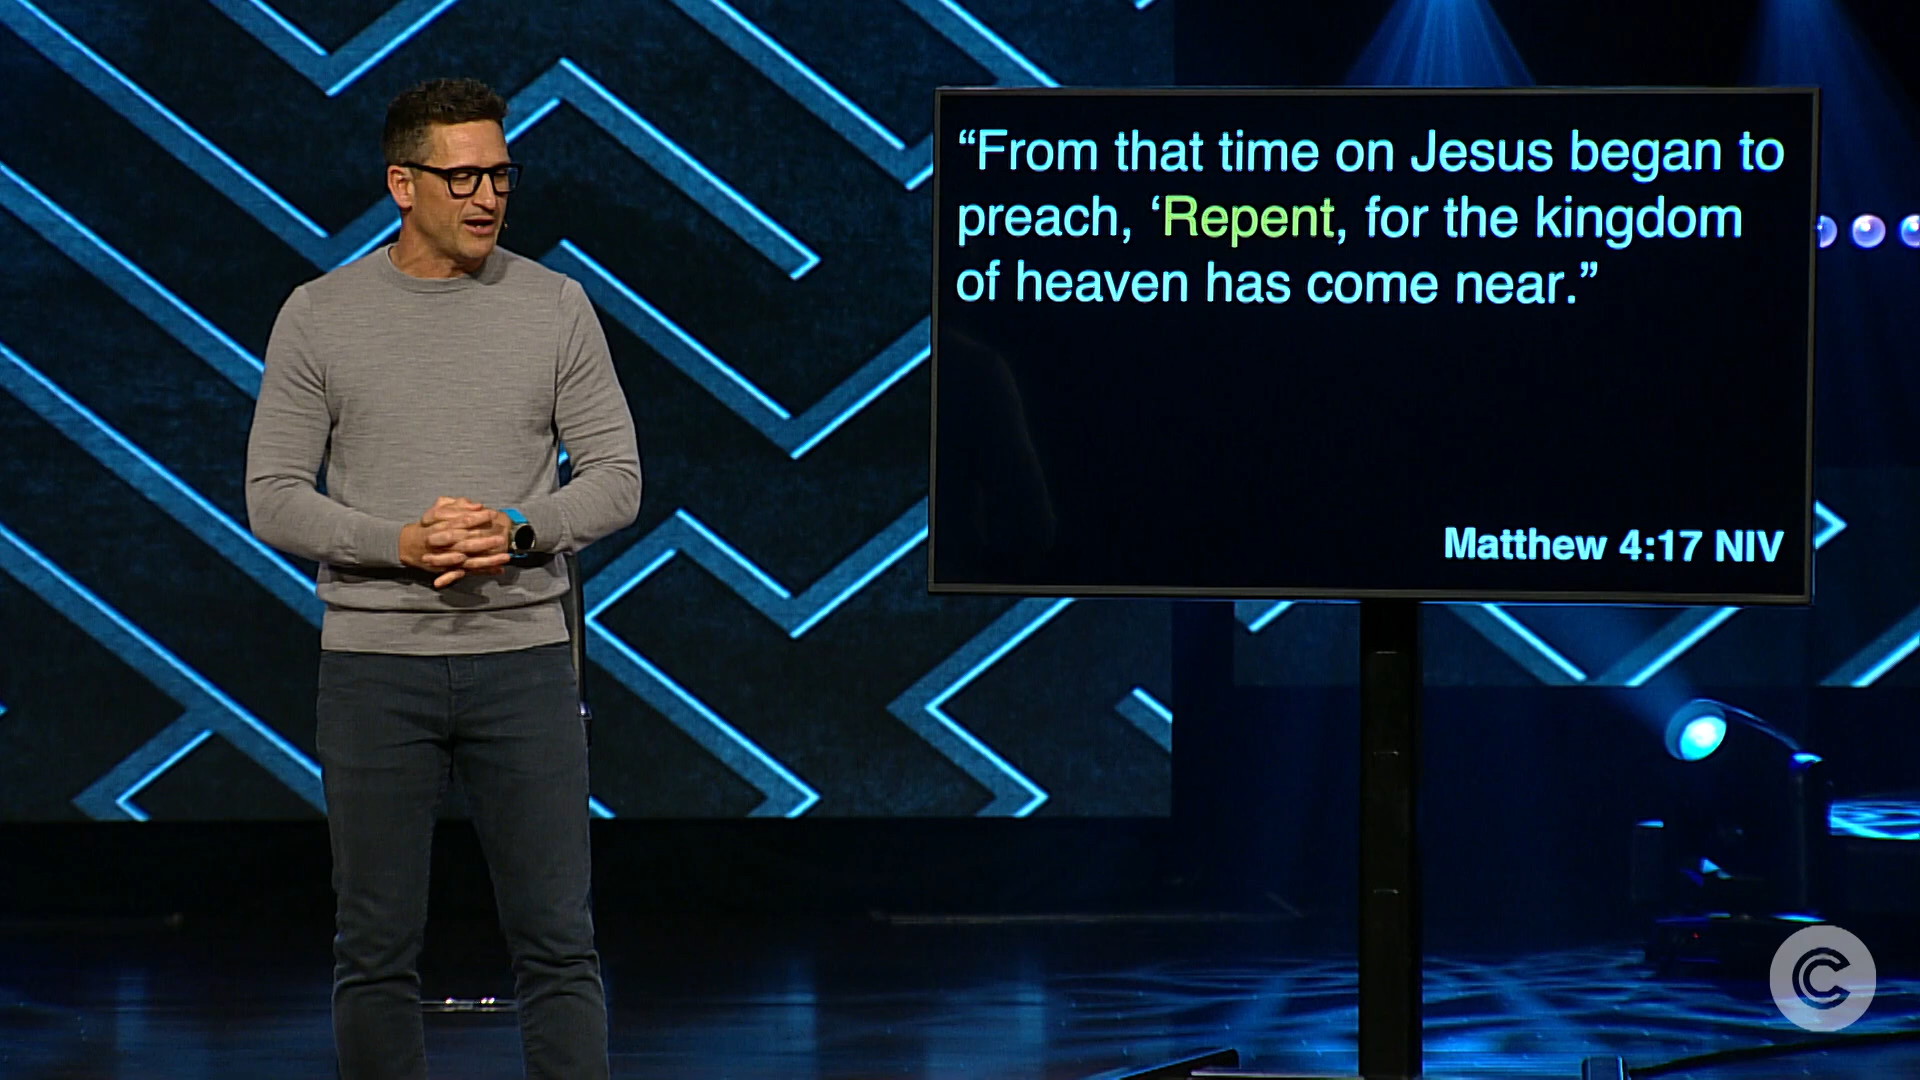 “From that time on Jesus began to
preach, ‘Repent, for the kingdom
of heaven has come near.”
Matthew 4:17 NIV